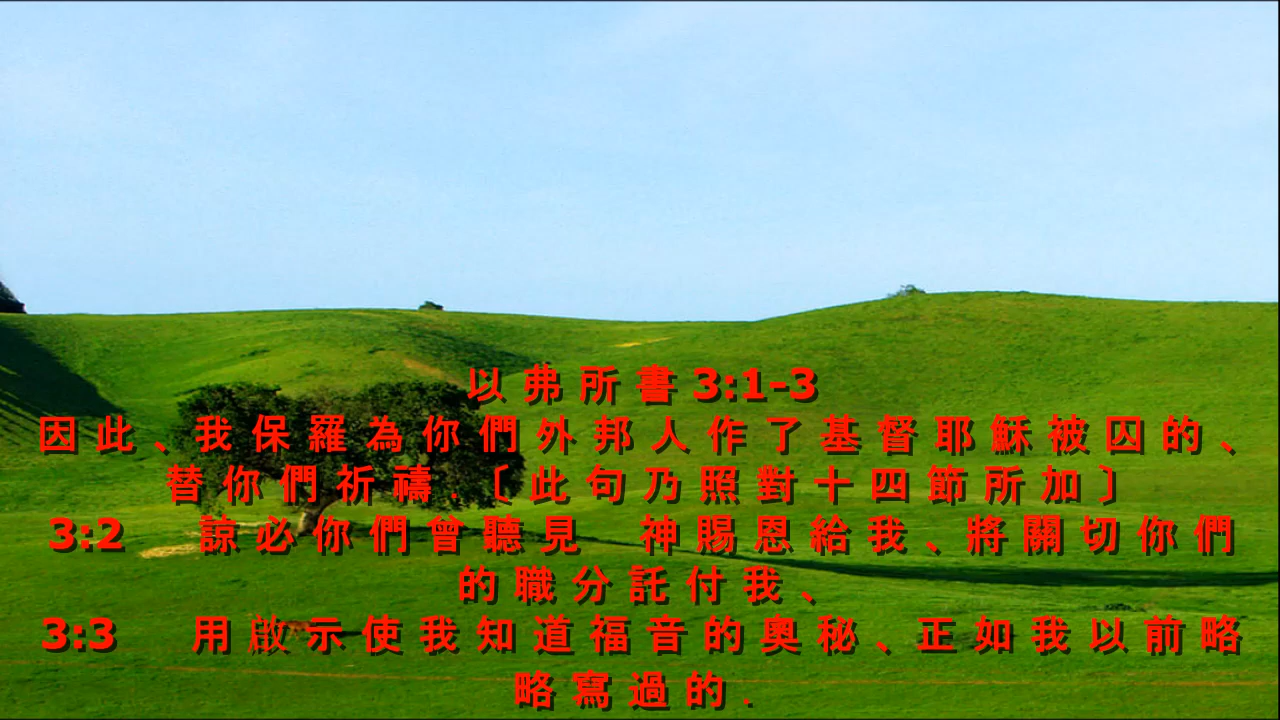 以 弗 所 書 3:1-3
因 此 、 我 保 羅 為 你 們 外 邦 人 作 了 基 督 耶 穌 被 囚 的 、
替 你 們 祈 禱 . 〔 此 句 乃 照 對 十 四 節 所 加 〕
3:2 諒 必 你 們 曾 聽 見 神 賜 恩 給 我 、 將 關 切 你 們
的 職 分 託 付 我 、
3:3 用 啟 示 使 我 知 道 福 音 的 奧 秘 、 正 如 我 以 前 略
略 寫 過 的 .